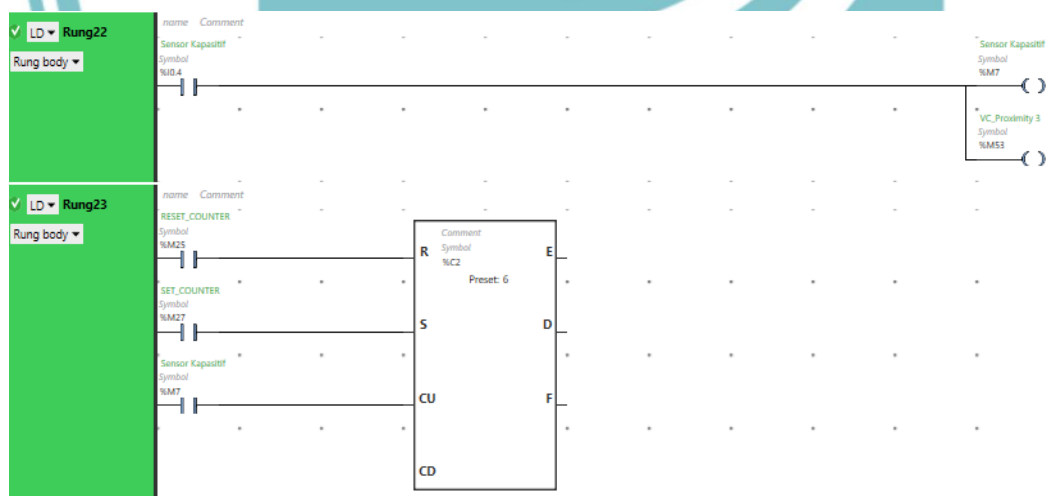 name Comment
LD Rung22
Sensor Kapasitif
Sensor Kapasitif
Rung body
Symbol
Symbol
%I0.4
%M7
VC_Proximity 3
Symbol
%M53
name Comment
LD Rung23
RESET_COUNTER
Rung body
Symbol
Comment
%M25
R
Symbol
E
%C2
Preset: 6
SET_COUNTER
Symbol
%M27
S
D
Sensor Kapasitif
Symbol
%M7
CU
F
CD